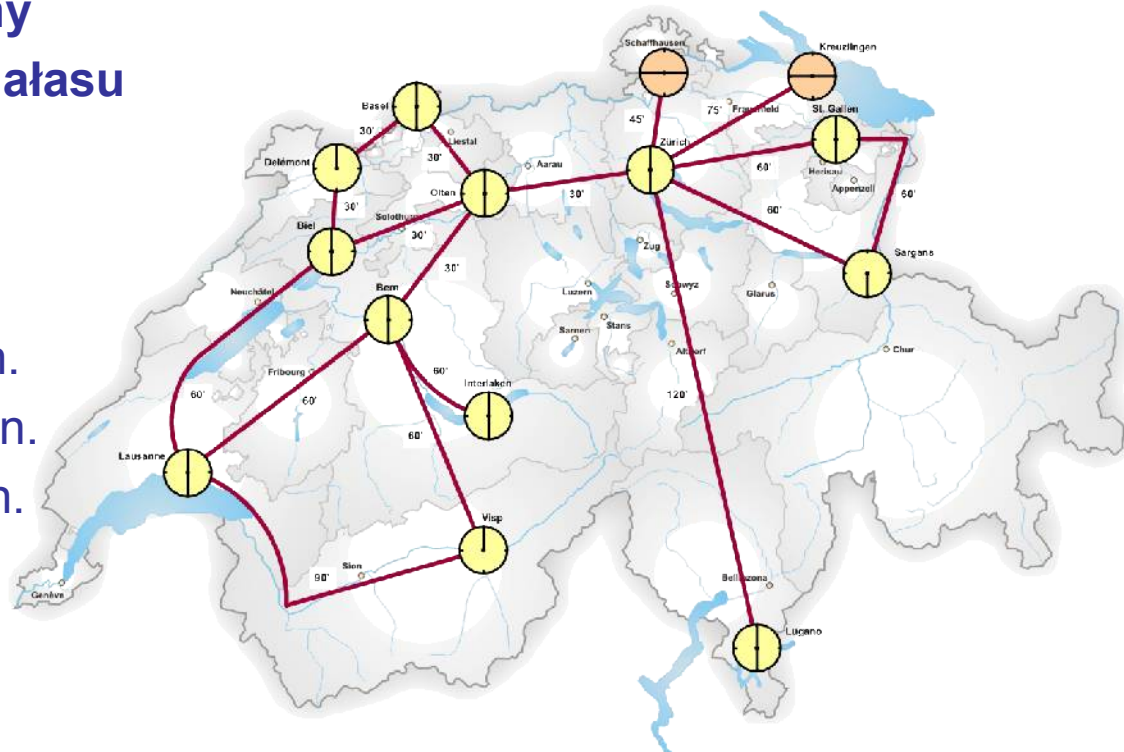 ny
ałasu
n.
n.
n.
Schaffhausen
Kreuzlingen
Basel
30'
Liestal
45'
75'
Frauenfeld
St. Gallen
Delémont
30'
Aarau
Zürich
60'
Herisau
Appenzell
Olten
30'
60'
30'
Solothurn
30'
60'
Biel
Zug
Sargans
30'
Neuchâtel
Bern
Luzern
Schwyz
Glarus
Stans
Sarnen
Altdorf
Chur
Fribourg
60'
Interlaken
60'
60'
120'
60'
Lausanne
Visp
Sion
90'
Bellinzona
Genève
Lugano